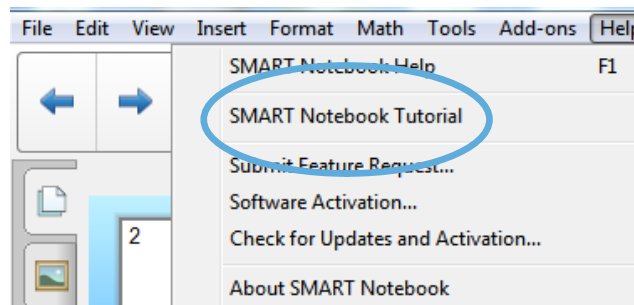 File Edit View Insert Format Math Tools Add-ons Help
SMART Notebook Help F1
SMART Notebook Tutorial
Submit Feature Request...
Software Activation...
2
Check for Updates and Activation...
About SMART Notebook